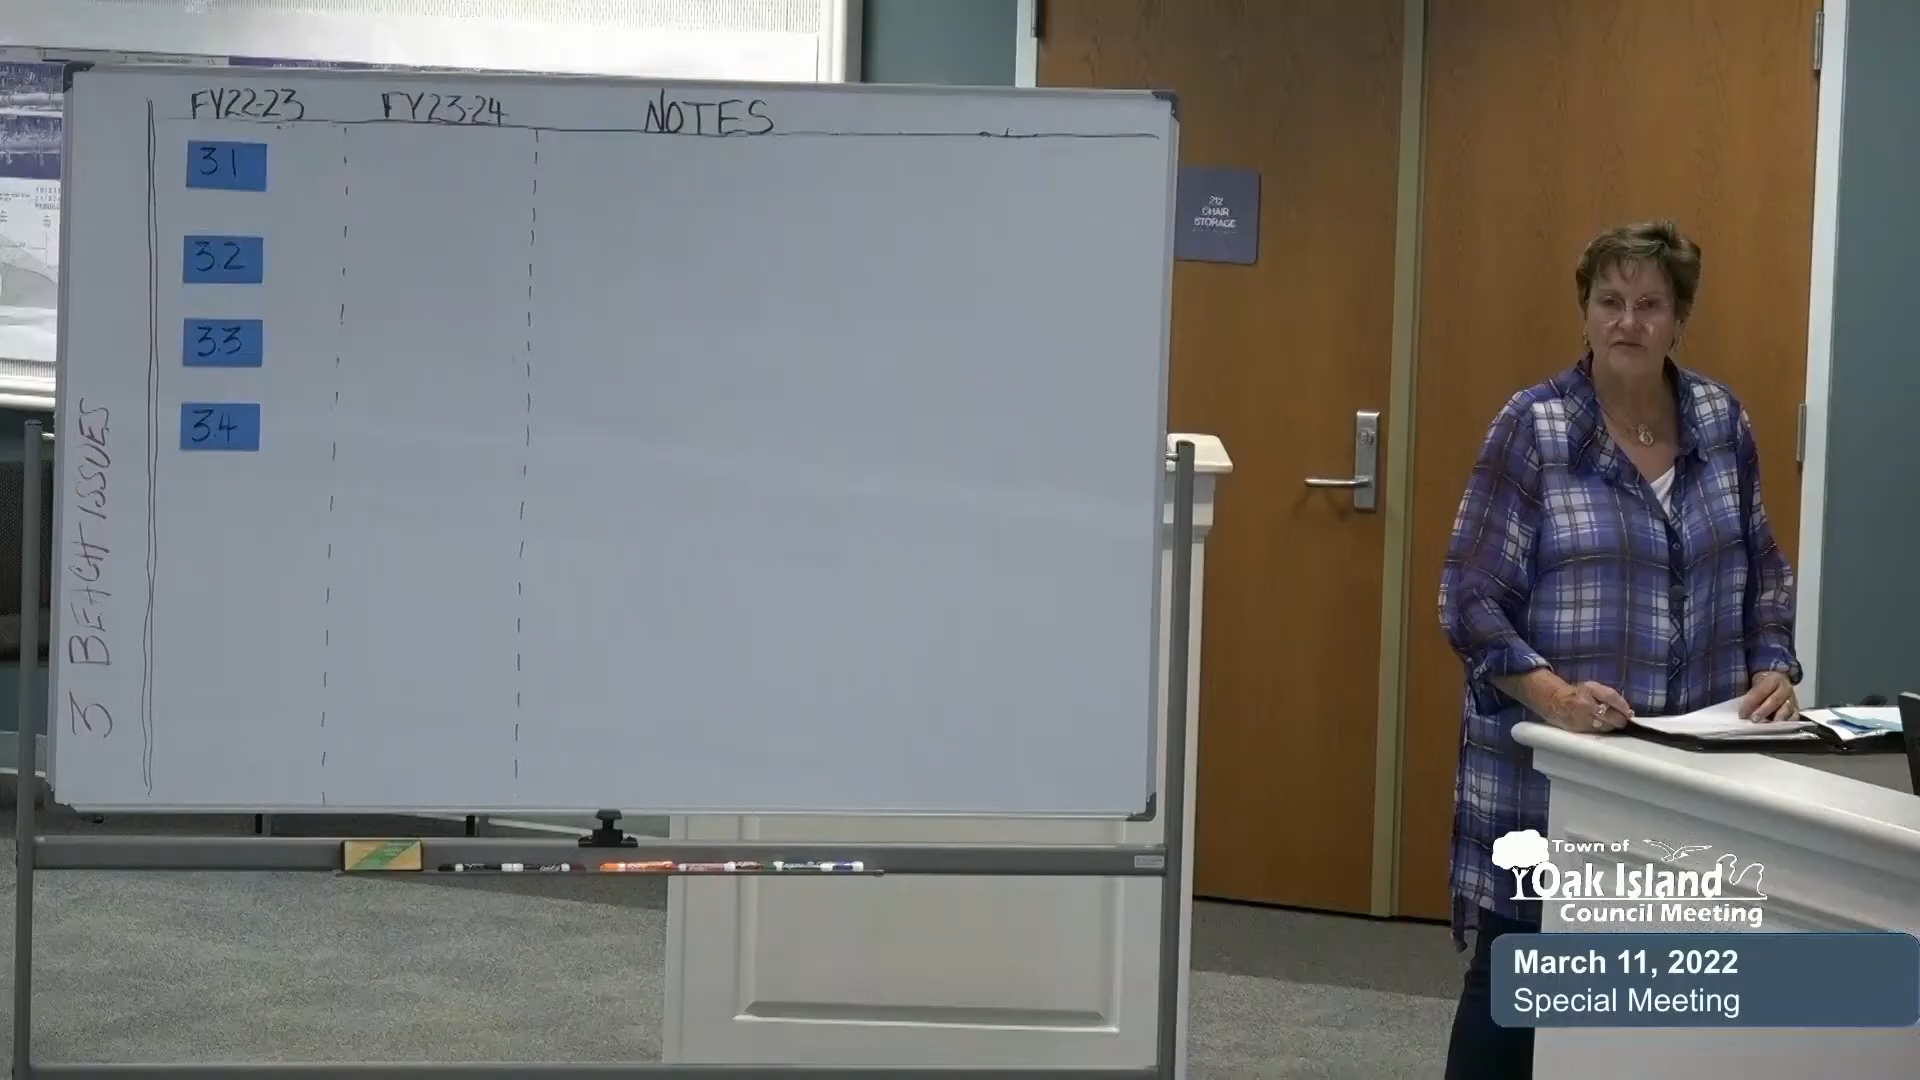 FY22-23 FY23-24 NOTES
3.1
3.2
3.3
3.4
3 BEACH ISSUES
212
CHAIR
STORAGE
Town of
Oak Island
Council Meeting
March 11, 2022
Special Meeting